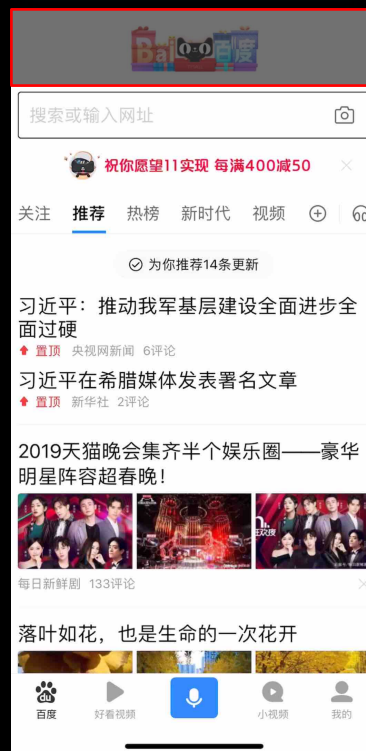 Bai 百度
搜索或输入网址
祝你愿望11实现 每满400减50
关注 推荐 热榜 新时代 视频
为你推荐14条更新
习近平：推动我军基层建设全面进步全
面过硬
置顶 央视网新闻 6评论
习近平在希腊媒体发表署名文章
置顶 新华社 2评论
2019天猫晚会集齐半个娱乐圈——豪华
明星阵容超春晚！
每日新鲜剧 133评论
落叶如花，也是生命的一次花开
du
百度 好看视频 小视频 我的